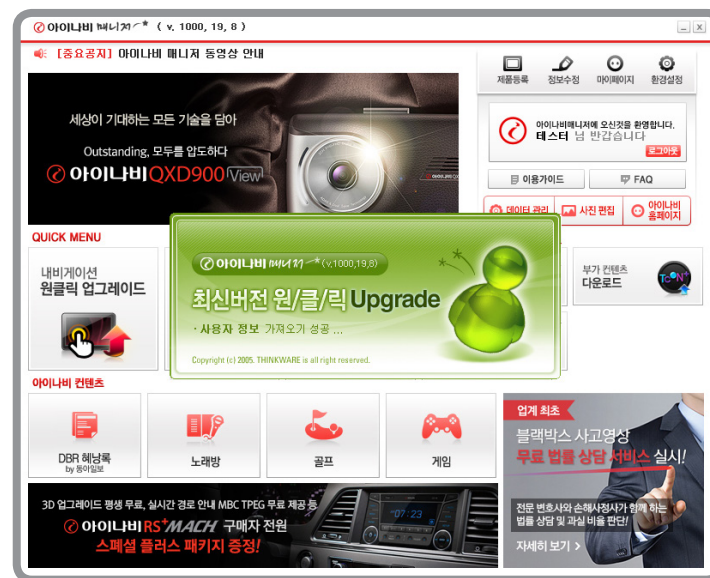 아이나비 매니저 ( v, 1000, 19, 8 )
[중요공지] 아이나비 매니저 동영상 안내
제품등록 정보수정 마이페이지 환경설정
세상이 기대하는 모든 기술을 담아
Outstanding, 모두를 압도하다
아이나비 QXD900 View
아이나비매니저에 오신것을 환영합니다.
테스터 님 반갑습니다
로그아웃
이용가이드 FAQ
데이터 관리 사진 편집 아이나비 홈페이지
QUICK MENU
내비게이션
원클릭 업그레이드
아이나비 매니저 (v,1000,19,8)
최신버전 원/클/릭 Upgrade
· 사용자 정보 가져오기 성공 ...
Copyright (c) 2005. THINKWARE is all right reserved.
부가 컨텐츠
다운로드
아이나비 컨텐츠
DBR 혜냥록
by 동아일보
노래방
골프
게임
업계 최초
블랙박스 사고영상
무료 법률 상담 서비스 실시!
전문 변호사와 손해사정사가 함께 하는
법률 상담 및 과실 비율 판단!
자세히 보기 >
3D 업그레이드 평생 무료, 실시간 경로 안내 MBC TPEG 무료 제공 등
아이나비 RS+MACH 구매자 전원
스페셜 플러스 패키지 증정!
07:23